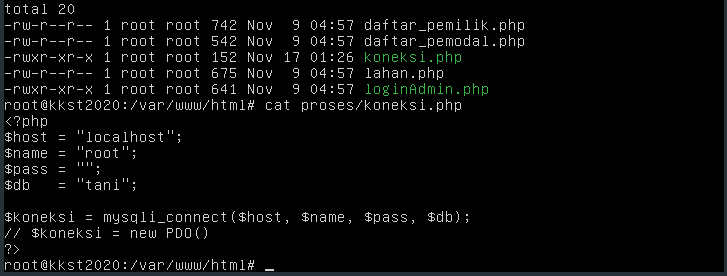 total 20
-rw-r--r-- 1 root root 742 Nov  9 04:57 daftar_pemilik.php
-rw-r--r-- 1 root root 542 Nov  9 04:57 daftar_pemodal.php
-rwxr-xr-x 1 root root 152 Nov 17 01:26 koneksi.php
-rw-r--r-- 1 root root 675 Nov  9 04:57 lahan.php
-rwxr-xr-x 1 root root 641 Nov  9 04:57 loginAdmin.php
root@kkst2020:/var/www/html# cat proses/koneksi.php
<?php
$host = "localhost";
$name = "root";
$pass = "";
$db   = "tani";

$koneksi = mysqli_connect($host, $name, $pass, $db);
// $koneksi = new PDO()
?>
root@kkst2020:/var/www/html# _